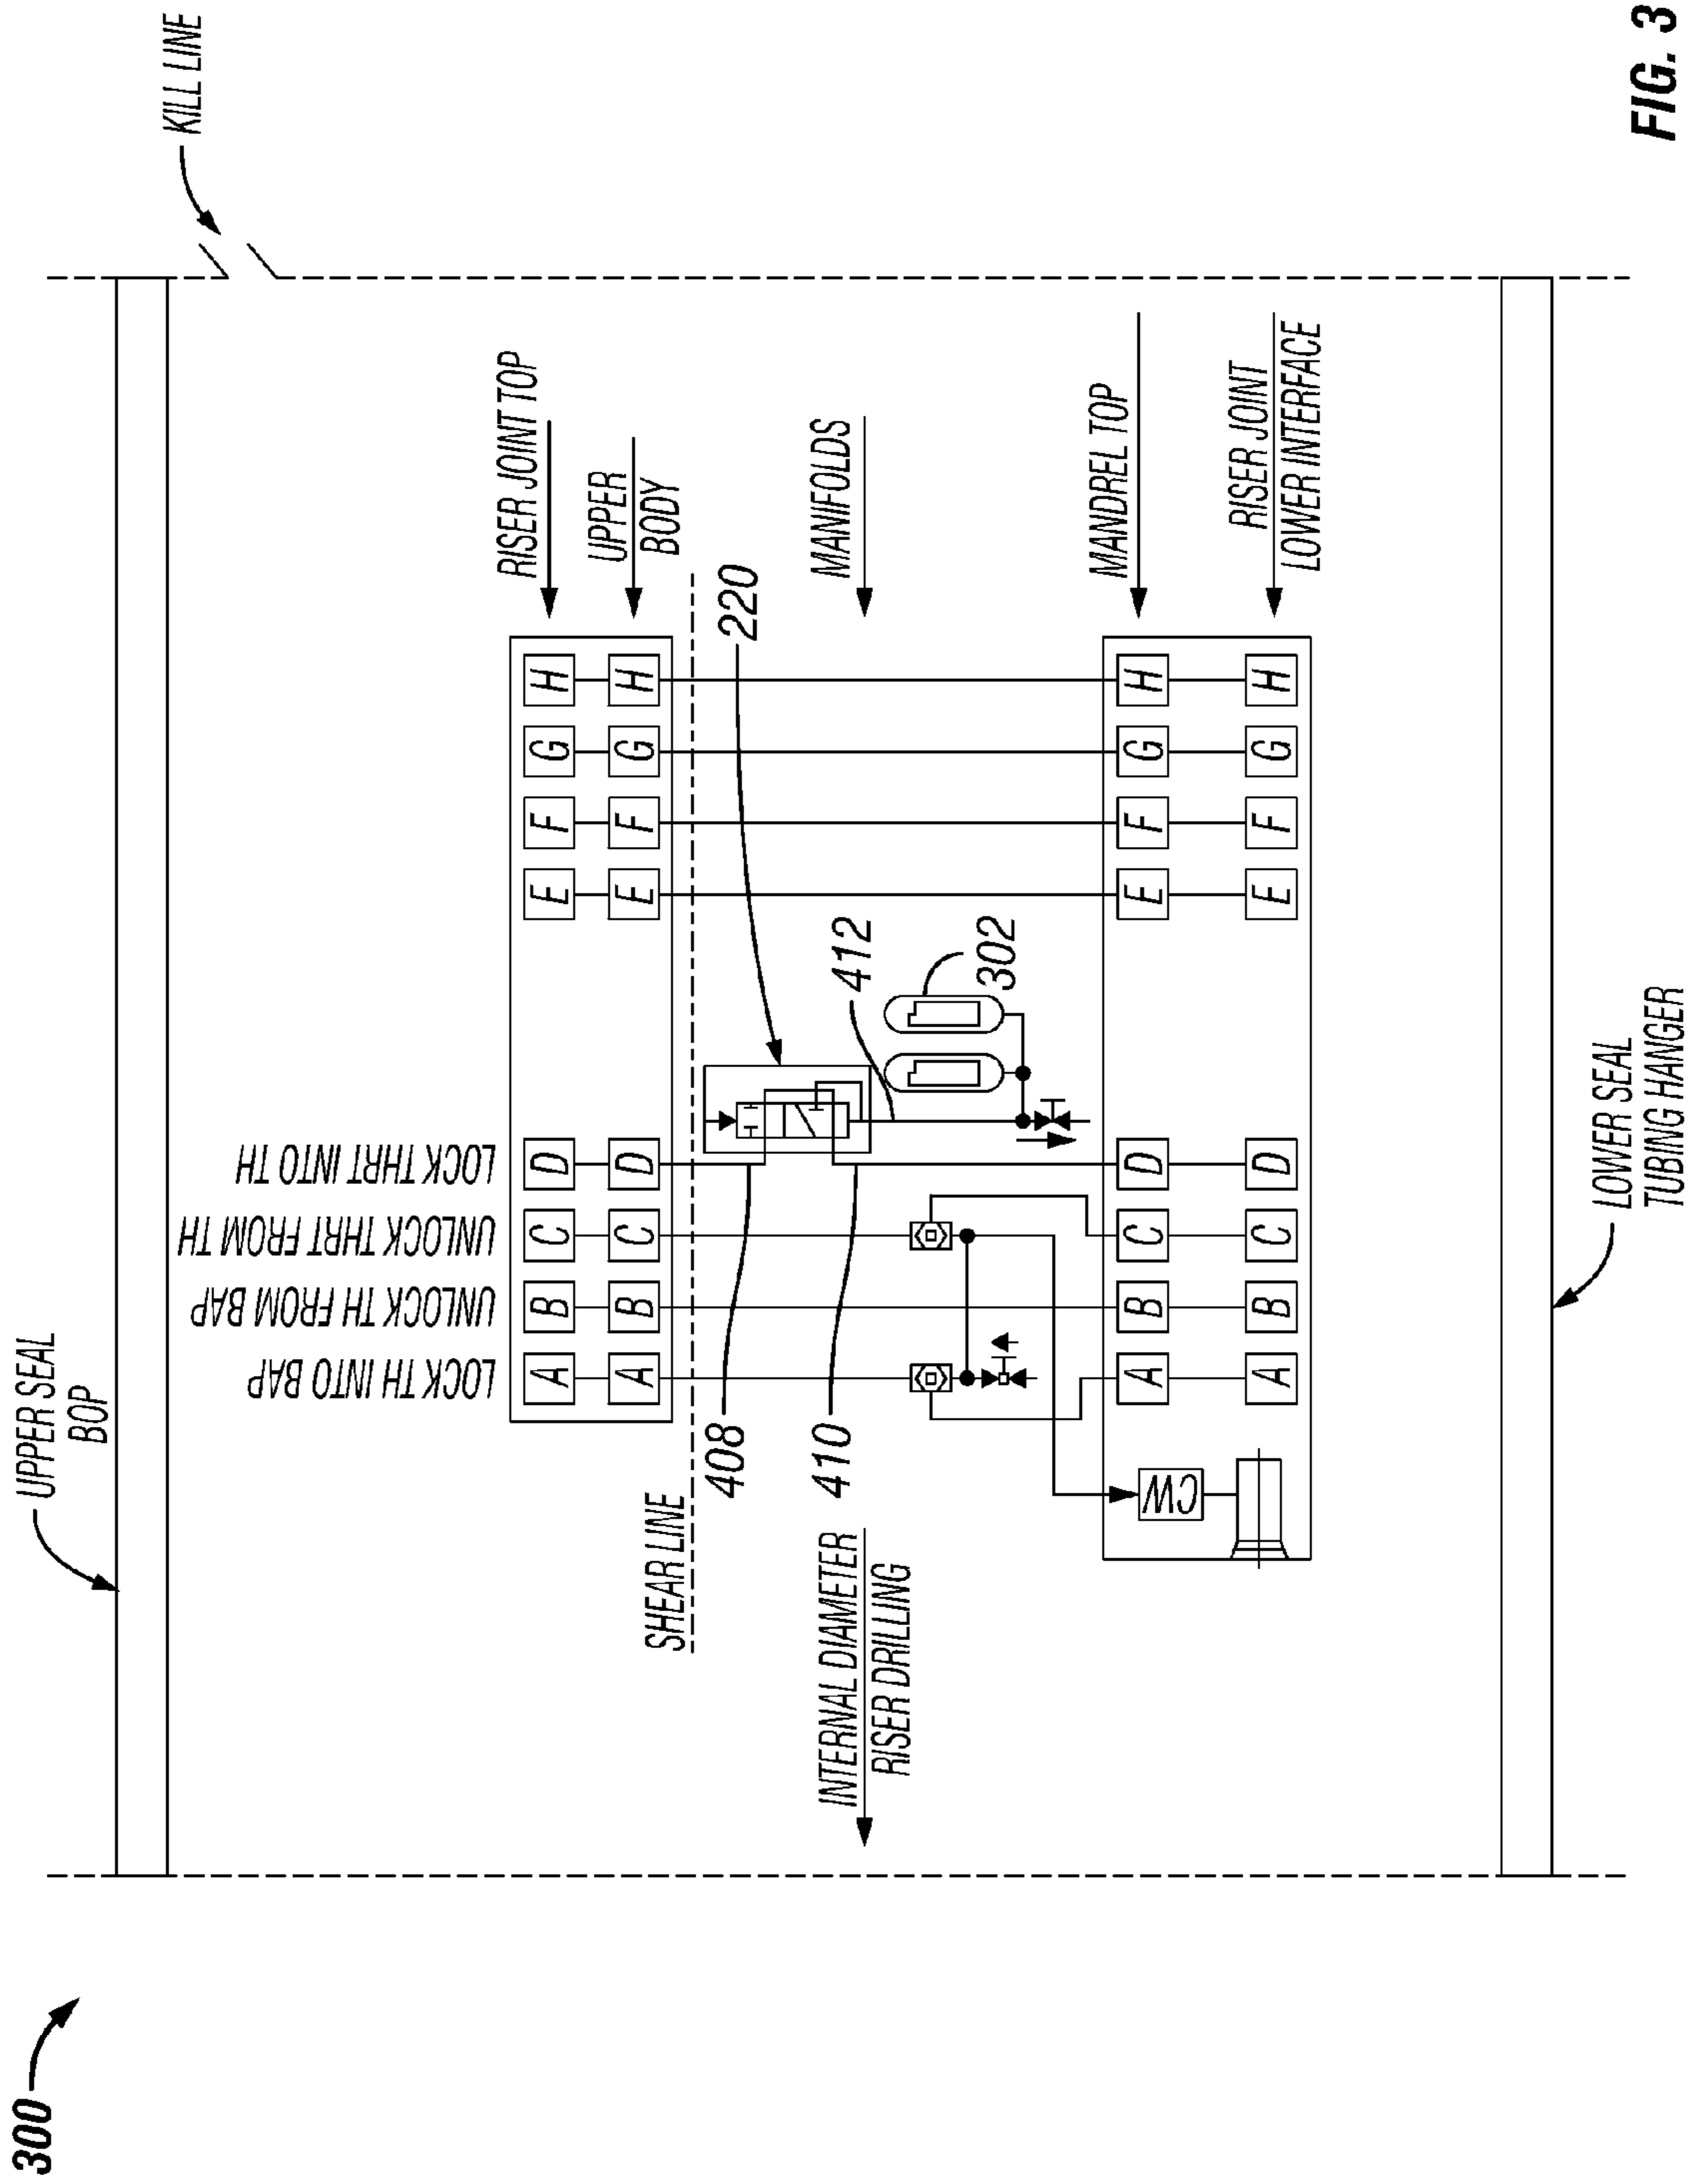 300
UPPER SEAL
BOP
KILL LINE
LOCK TH INTO BAP
UNLOCK TH FROM BAP
UNLOCK THRT FROM TH
LOCK THRT INTO TH
RISER JOINT TOP
A B C D E F G H
UPPER
BODY
A B C D E F G H
SHEAR LINE
408
220
410
412
INTERNAL DIAMETER
RISER DRILLING
MANIFOLDS
302
MANDREL TOP
CW
A B C D E F G H
RISER JOINT
LOWER INTERFACE
A B C D E F G H
LOWER SEAL
TUBING HANGER
FIG. 3